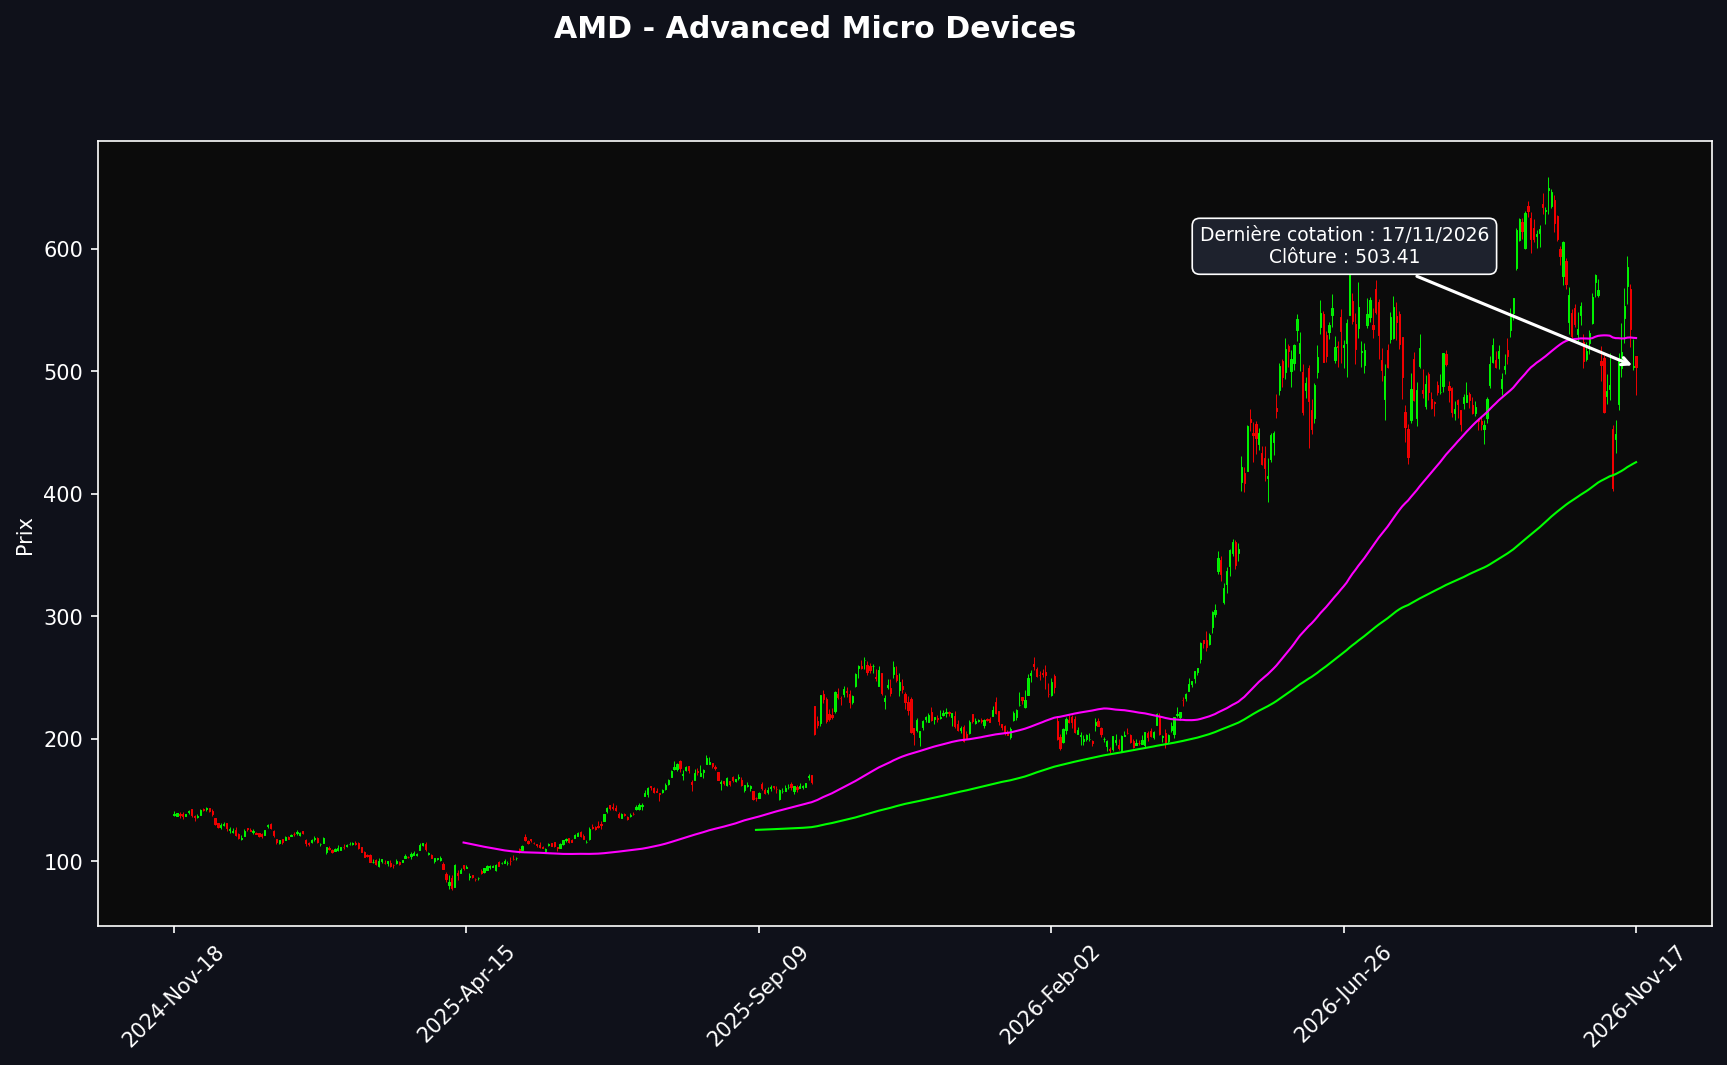 AMD - Advanced Micro Devices
Dernière cotation : 17/11/2026
Clôture : 503.41
Prix
600
500
400
300
200
100
2024-Nov-18
2025-Apr-15
2025-Sep-09
2026-Feb-02
2026-Jun-26
2026-Nov-17